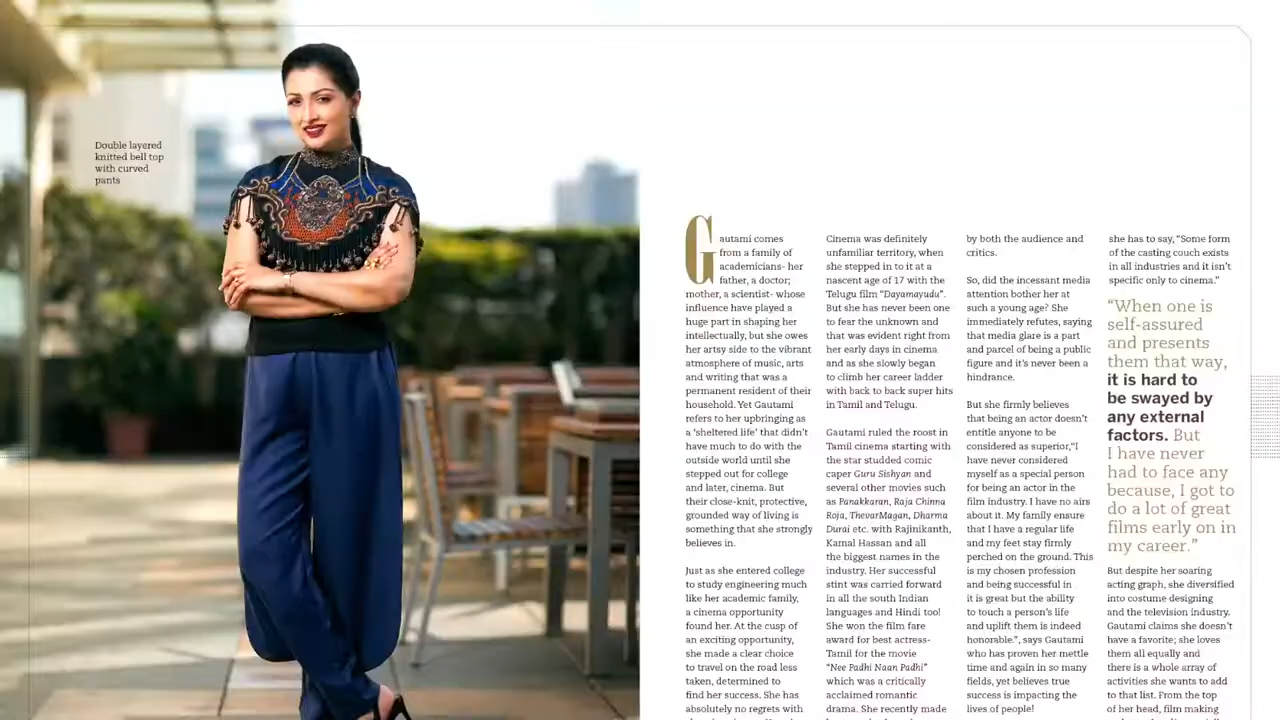 Double layered
knitted bell top
with curved
pants
Gautami comes
from a family of
academicians- her
father, a doctor;
mother, a scientist- whose
influence have played a
huge part in shaping her
intellectually, but she owes
her artsy side to the vibrant
atmosphere of music, arts
and writing that was a
permanent resident of their
household. Yet Gautami
refers to her upbringing as
a ‘sheltered life’ that didn’t
have much to do with the
outside world until she
stepped out for college
and later, cinema. But
their close-knit, protective,
grounded way of living is
something that she strongly
believes in.
Just as she entered college
to study engineering much
like her academic family,
a cinema opportunity
found her. At the cusp of
an exciting opportunity,
she made a clear choice
to travel on the road less
taken, determined to
find her success. She has
absolutely no regrets with
Cinema was definitely
unfamiliar territory, when
she stepped in to it at a
nascent age of 17 with the
Telugu film “Dayamayudu”.
But she has never been one
to fear the unknown and
that was evident right from
her early days in cinema
and as she slowly began
to climb her career ladder
with back to back super hits
in Tamil and Telugu.
Gautami ruled the roost in
Tamil cinema starting with
the star studded comic
caper Guru Sishyan and
several other movies such
as Panakkaran, Raja Chinna
Roja, ThevarMagan, Dharma
Durai etc. with Rajinikanth,
Kamal Hassan and all
the biggest names in the
industry. Her successful
stint was carried forward
in all the south Indian
languages and Hindi too!
She won the film fare
award for best actress-
Tamil for the movie
“Nee Padhi Naan Padhi”
which was a critically
acclaimed romantic
drama. She recently made
by both the audience and
critics.
So, did the incessant media
attention bother her at
such a young age? She
immediately refutes, saying
that media glare is a part
and parcel of being a public
figure and it’s never been a
hindrance.
But she firmly believes
that being an actor doesn’t
entitle anyone to be
considered as superior,“I
have never considered
myself as a special person
for being an actor in the
film industry. I have no airs
about it. My family ensure
that I have a regular life
and my feet stay firmly
perched on the ground. This
is my chosen profession
and being successful in
it is great but the ability
to touch a person’s life
and uplift them is indeed
honorable.”, says Gautami
who has proven her mettle
time and again in so many
fields, yet believes true
success is impacting the
lives of people!
she has to say, “Some form
of the casting couch exists
in all industries and it isn’t
specific only to cinema.”
“When one is
self-assured
and presents
them that way,
it is hard to
be swayed by
any external
factors. But
I have never
had to face any
because, I got to
do a lot of great
films early on in
my career.”
But despite her soaring
acting graph, she diversified
into costume designing
and the television industry.
Gautami claims she doesn’t
have a favorite; she loves
them all equally and
there is a whole array of
activities she wants to add
to that list. From the top
of her head, film making